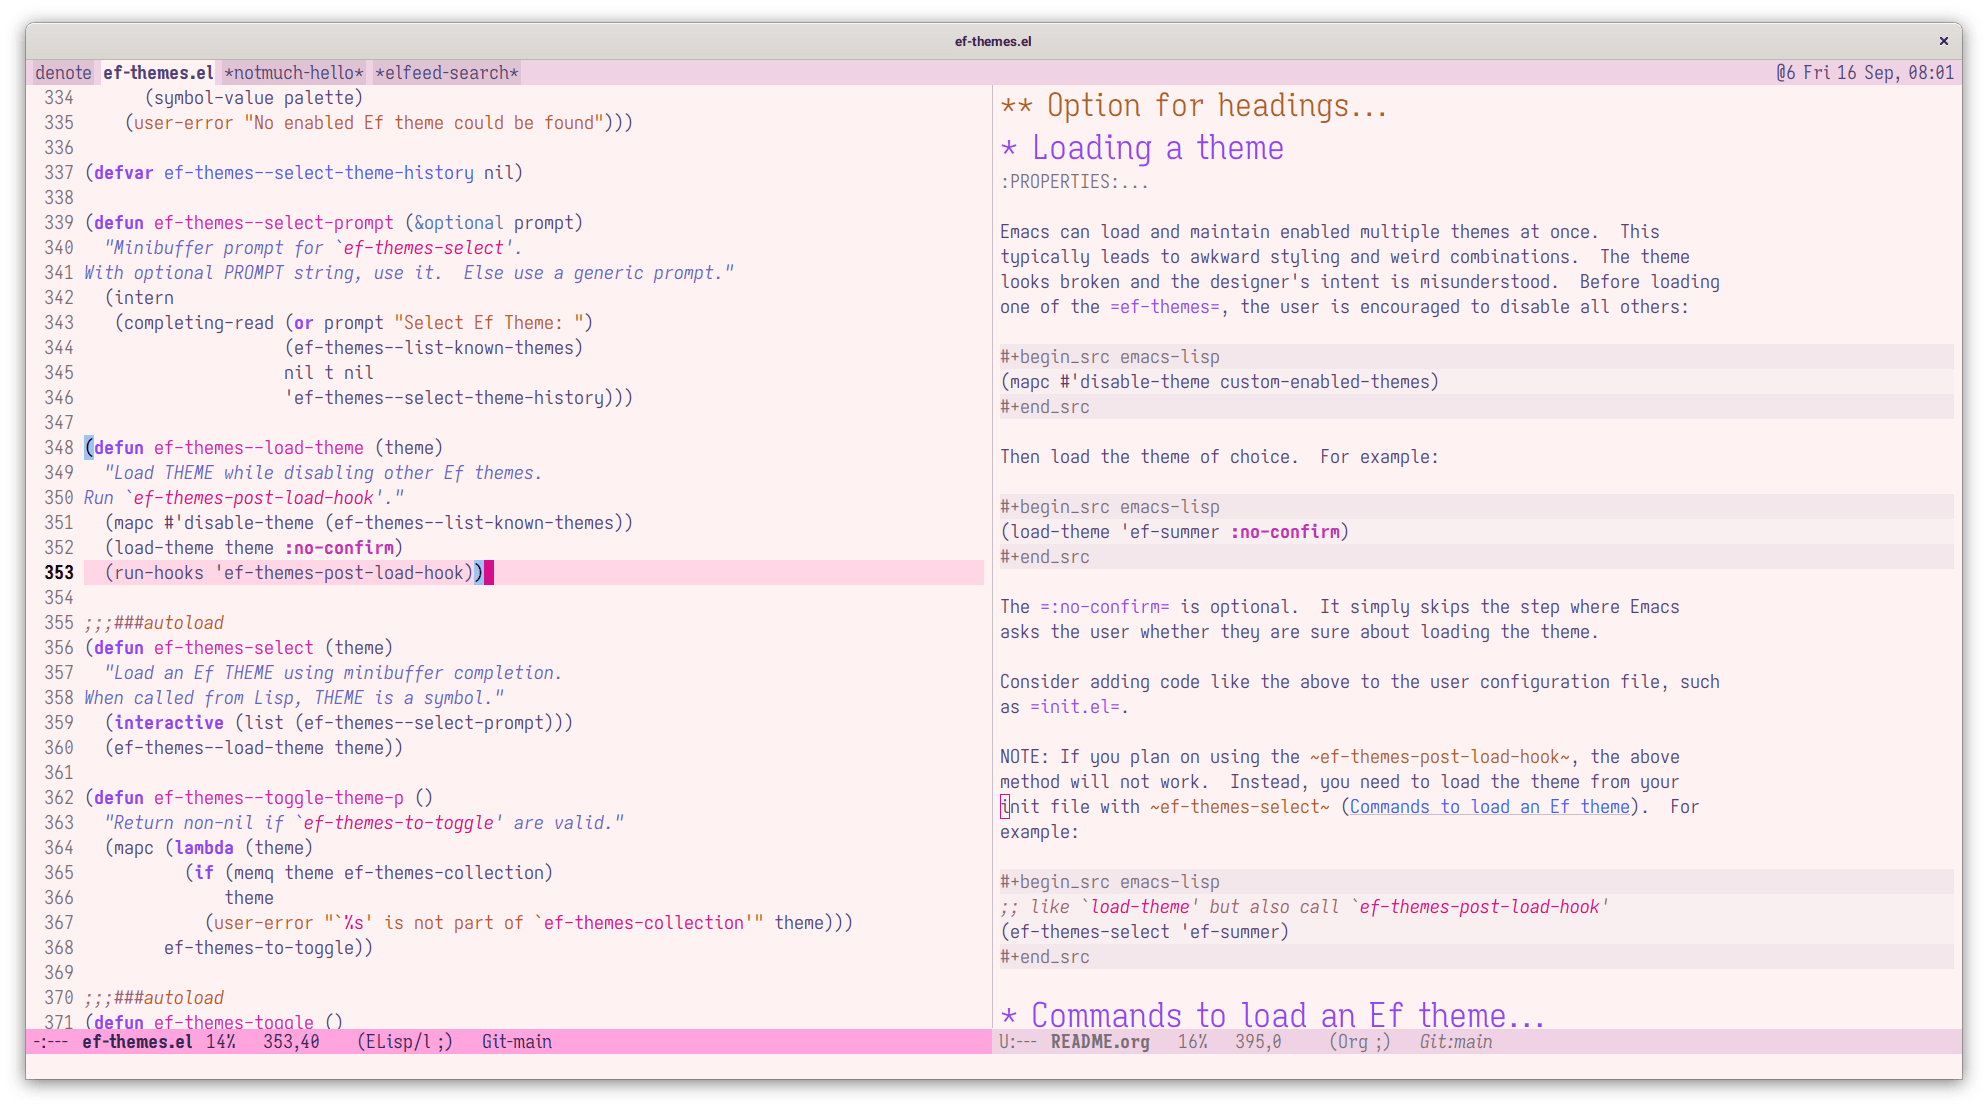 ef-themes.el ×
denote ef-themes.el *notmuch-hello* *elfeed-search* @6 Fri 16 Sep, 08:01
334       (symbol-value palette)
335     (user-error "No enabled Ef theme could be found")))
336
337 (defvar ef-themes--select-theme-history nil)
338
339 (defun ef-themes--select-prompt (&optional prompt)
340   "Minibuffer prompt for `ef-themes-select'.
341 With optional PROMPT string, use it.  Else use a generic prompt."
342   (intern
343    (completing-read (or prompt "Select Ef Theme: ")
344                     (ef-themes--list-known-themes)
345                     nil t nil
346                     'ef-themes--select-theme-history)))
347
348 (defun ef-themes--load-theme (theme)
349   "Load THEME while disabling other Ef themes.
350 Run `ef-themes-post-load-hook'."
351   (mapc #'disable-theme (ef-themes--list-known-themes))
352   (load-theme theme :no-confirm)
353   (run-hooks 'ef-themes-post-load-hook))
354
355 ;;;###autoload
356 (defun ef-themes-select (theme)
357   "Load an Ef THEME using minibuffer completion.
358 When called from Lisp, THEME is a symbol."
359   (interactive (list (ef-themes--select-prompt)))
360   (ef-themes--load-theme theme))
361
362 (defun ef-themes--toggle-theme-p ()
363   "Return non-nil if `ef-themes-to-toggle' are valid."
364   (mapc (lambda (theme)
365           (if (memq theme ef-themes-collection)
366               theme
367             (user-error "`%s' is not part of `ef-themes-collection'" theme)))
368         ef-themes-to-toggle))
369
370 ;;;###autoload
371 (defun ef-themes-toggle ()
-:--- ef-themes.el 14% 353,40 (ELisp/l ;) Git-main
** Option for headings...
* Loading a theme
:PROPERTIES:...
Emacs can load and maintain enabled multiple themes at once.  This
typically leads to awkward styling and weird combinations.  The theme
looks broken and the designer's intent is misunderstood.  Before loading
one of the =ef-themes=, the user is encouraged to disable all others:
#+begin_src emacs-lisp
(mapc #'disable-theme custom-enabled-themes)
#+end_src
Then load the theme of choice.  For example:
#+begin_src emacs-lisp
(load-theme 'ef-summer :no-confirm)
#+end_src
The =:no-confirm= is optional.  It simply skips the step where Emacs
asks the user whether they are sure about loading the theme.
Consider adding code like the above to the user configuration file, such
as =init.el=.
NOTE: If you plan on using the ~ef-themes-post-load-hook~, the above
method will not work.  Instead, you need to load the theme from your
init file with ~ef-themes-select~ (Commands to load an Ef theme).  For
example:
#+begin_src emacs-lisp
;; like `load-theme' but also call `ef-themes-post-load-hook'
(ef-themes-select 'ef-summer)
#+end_src
* Commands to load an Ef theme...
U:--- README.org 16% 395,0 (Org ;) Git:main